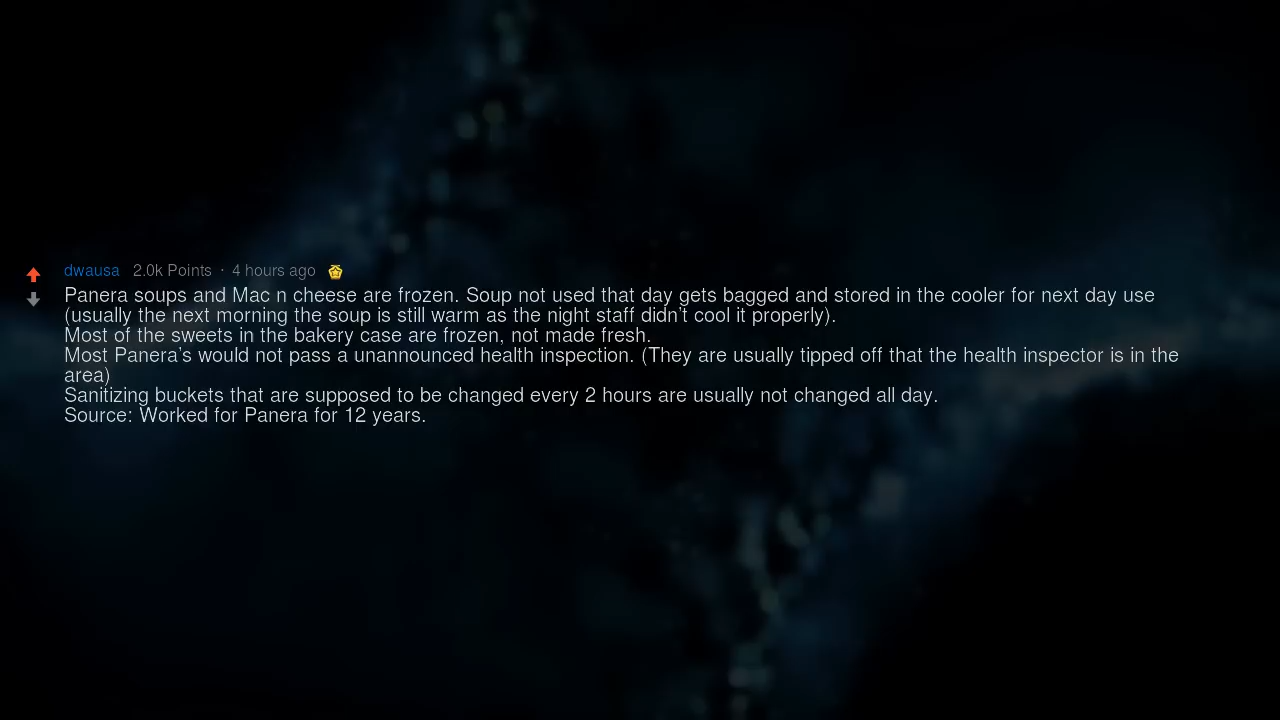 dwausa 2.0k Points · 4 hours ago
Panera soups and Mac n cheese are frozen. Soup not used that day gets bagged and stored in the cooler for next day use
(usually the next morning the soup is still warm as the night staff didn't cool it properly).
Most of the sweets in the bakery case are frozen, not made fresh.
Most Panera's would not pass a unannounced health inspection. (They are usually tipped off that the health inspector is in the
area)
Sanitizing buckets that are supposed to be changed every 2 hours are usually not changed all day.
Source: Worked for Panera for 12 years.